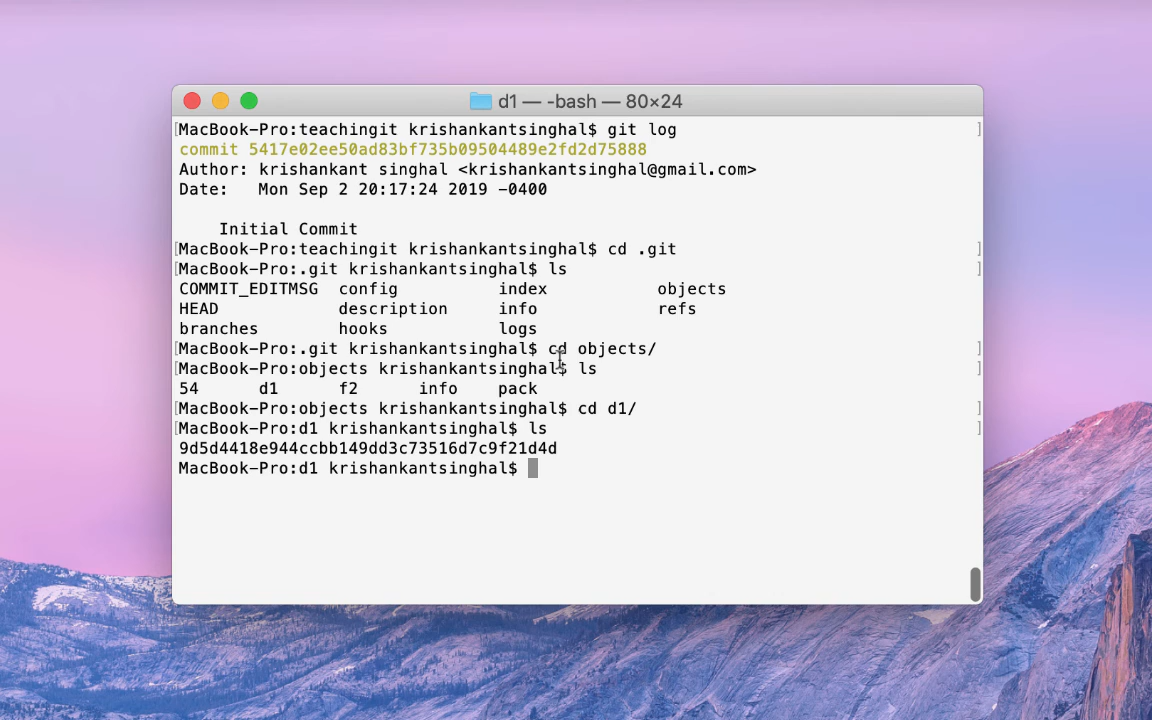 d1 — -bash — 80×24
[MacBook-Pro:teachingit krishankantsinghal$ git log ]
commit 5417e02ee50ad83bf735b09504489e2fd2d75888
Author: krishankant singhal <krishankantsinghal@gmail.com>
Date:   Mon Sep 2 20:17:24 2019 -0400
    Initial Commit
[MacBook-Pro:teachingit krishankantsinghal$ cd .git ]
[MacBook-Pro:.git krishankantsinghal$ ls ]
COMMIT_EDITMSG  config          index           objects
HEAD            description     info            refs
branches        hooks           logs
[MacBook-Pro:.git krishankantsinghal$ cd objects/ ]
[MacBook-Pro:objects krishankantsinghal$ ls ]
54      d1      f2      info    pack
[MacBook-Pro:objects krishankantsinghal$ cd d1/ ]
[MacBook-Pro:d1 krishankantsinghal$ ls ]
9d5d4418e944ccbb149dd3c73516d7c9f21d4d
MacBook-Pro:d1 krishankantsinghal$